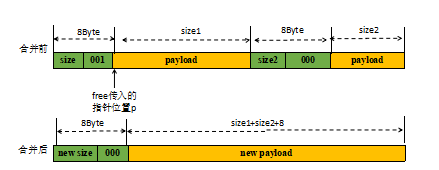 8Byte size1 8Byte size2
合并前 size 001 payload size2 000 payload
free传入的
指针位置p
8Byte size1+size2+8
合并后 new size 000 new payload